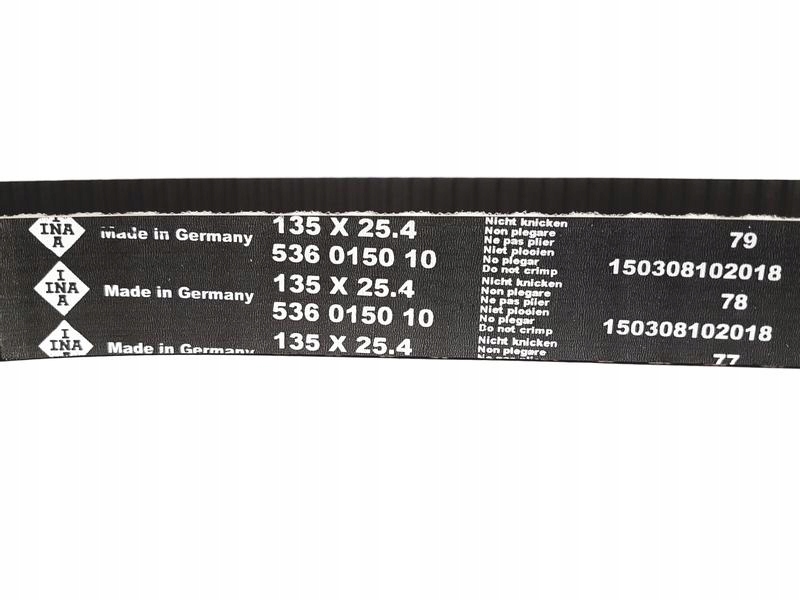 I
INA
A
Made in Germany
135 X 25.4
536 0150 10
Nicht knicken
Non plegare
Ne pas plier
Niet plooien
No plegar
Do not crimp
79
150308102018
I
INA
A
Made in Germany
135 X 25.4
536 0150 10
Nicht knicken
Non plegare
Ne pas plier
Niet plooien
No plegar
Do not crimp
78
150308102018
I
INA
Made in Germany
135 X 25.4
Nicht knicken
Non plegare
77